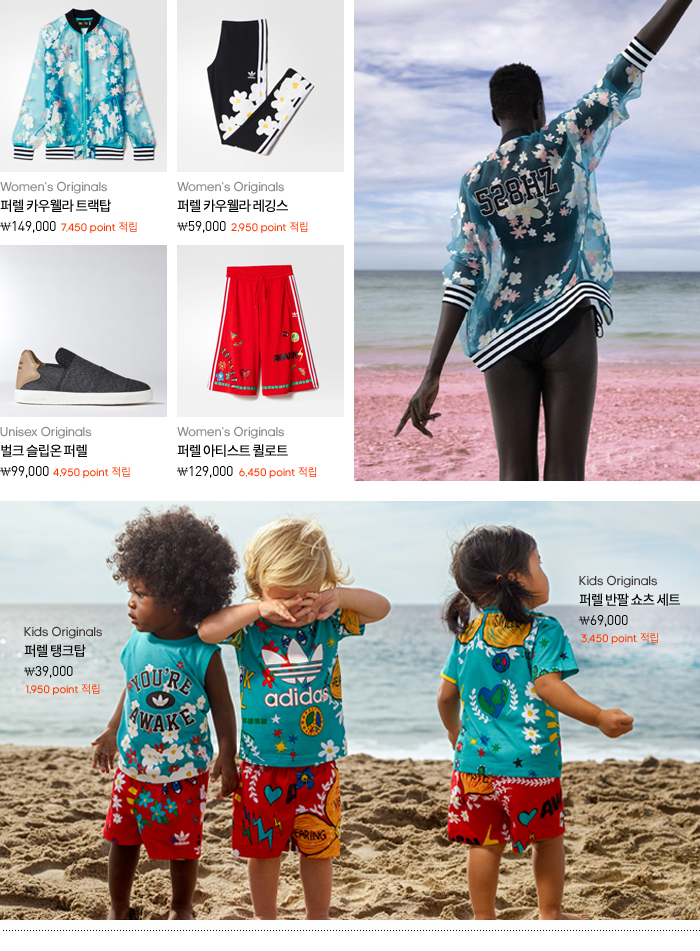 Women's Originals
퍼렐 카우웰라 트랙탑
₩149,000 7,450 point 적립
Women's Originals
퍼렐 카우웰라 레깅스
₩59,000 2,950 point 적립
528HZ
Unisex Originals
벌크 슬립온 퍼렐
₩99,000 4,950 point 적립
Women's Originals
퍼렐 아티스트 퀼로트
₩129,000 6,450 point 적립
Kids Originals
퍼렐 탱크탑
₩39,000
1,950 point 적립
YOU'RE
AWAKE
adidas
EARING
Kids Originals
퍼렐 반팔 쇼츠 세트
₩69,000
3,450 point 적립